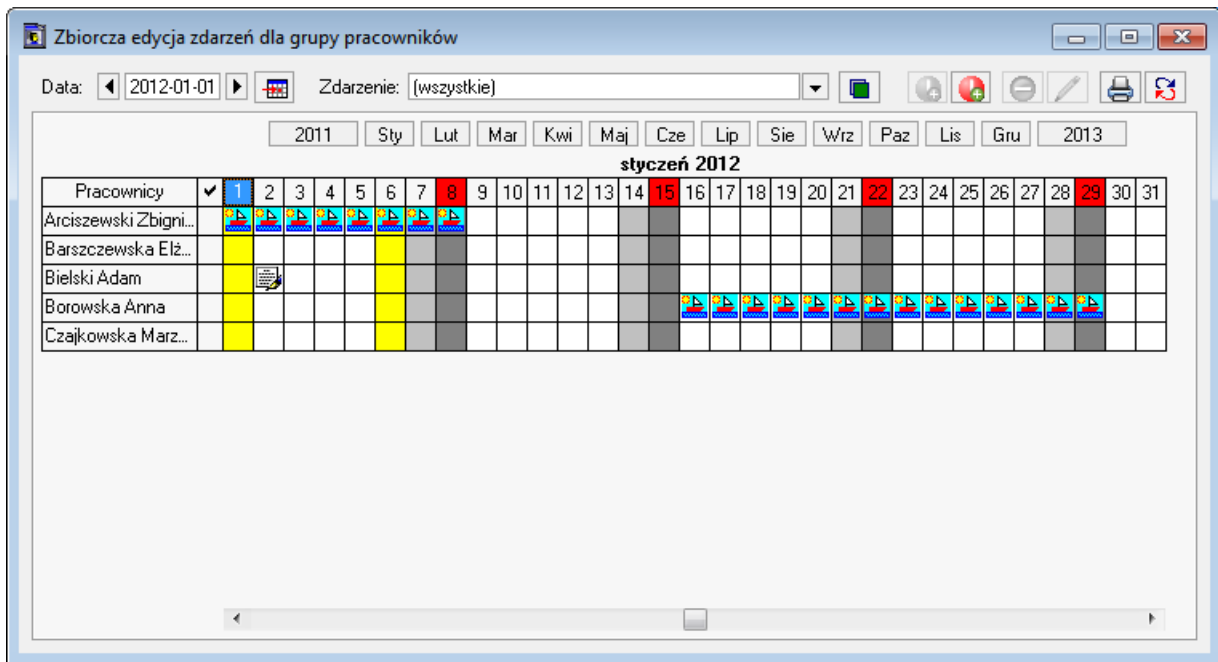 Zbiorcza edycja zdarzeń dla grupy pracowników
Data: 2012-01-01 Zdarzenie: (wszystkie)
2011 Sty Lut Mar Kwi Maj Cze Lip Sie Wrz Paz Lis Gru 2013
styczeń 2012
Pracownicy 1 2 3 4 5 6 7 8 9 10 11 12 13 14 15 16 17 18 19 20 21 22 23 24 25 26 27 28 29 30 31
Arciszewski Zbigni...
Barszczewska Elż...
Bielski Adam
Borowska Anna
Czajkowska Marz...